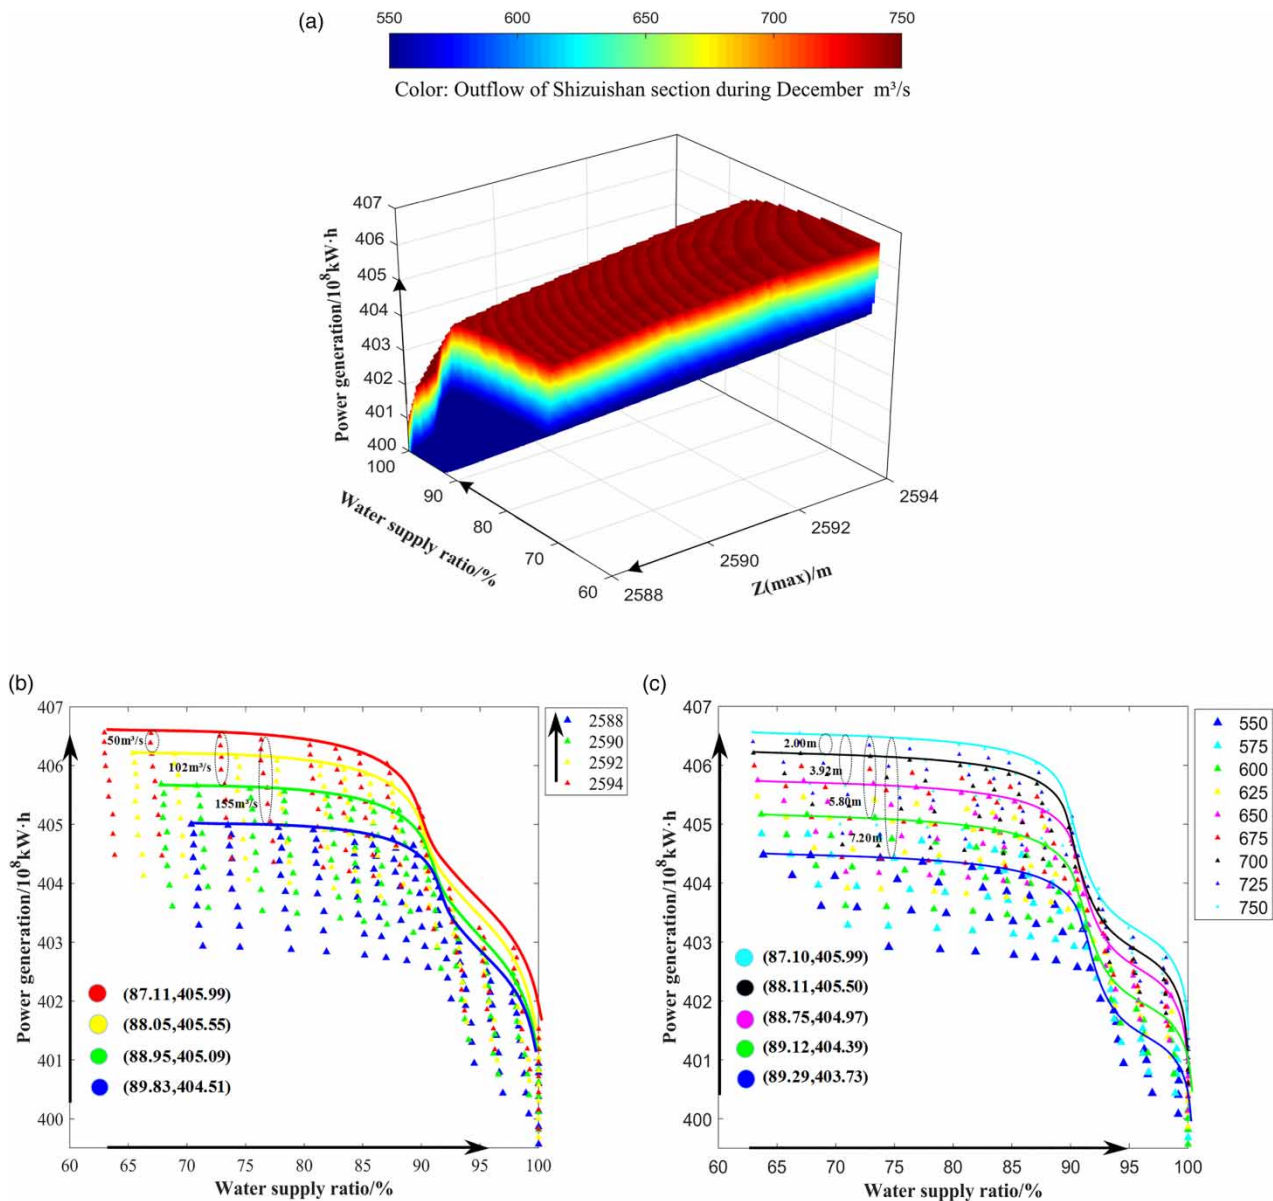 (a)
550 600 650 700 750
Color: Outflow of Shizuishan section during December m³/s
Power generation/10⁸kW·h
407
406
405
404
403
402
401
400
100
90
80
70
60
Water supply ratio/%
2588
2590
2592
2594
Z(max)/m
(b)
Power generation/10⁸kW·h
407
406
405
404
403
402
401
400
50m³/s
102m³/s
155m³/s
2588
2590
2592
2594
(87.11,405.99)
(88.05,405.55)
(88.95,405.09)
(89.83,404.51)
60 65 70 75 80 85 90 95 100
Water supply ratio/%
(c)
Power generation/10⁸kW·h
407
406
405
404
403
402
401
400
2.00m
3.92m
5.80m
7.20m
550
575
600
625
650
675
700
725
750
(87.10,405.99)
(88.11,405.50)
(88.75,404.97)
(89.12,404.39)
(89.29,403.73)
60 65 70 75 80 85 90 95 100
Water supply ratio/%